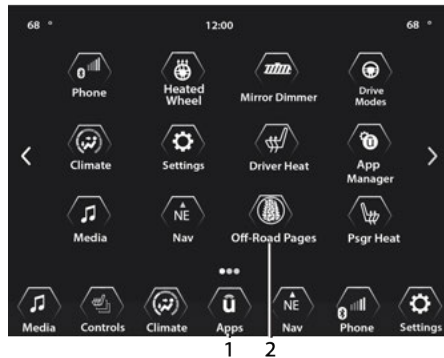 68 ° 12:00 68 °
Phone Heated Wheel Mirror Dimmer Drive Modes
Climate Settings Driver Heat App Manager
NE
Media Nav Off-Road Pages Psgr Heat
û NE
Media Controls Climate Apps Nav Phone Settings
1 2